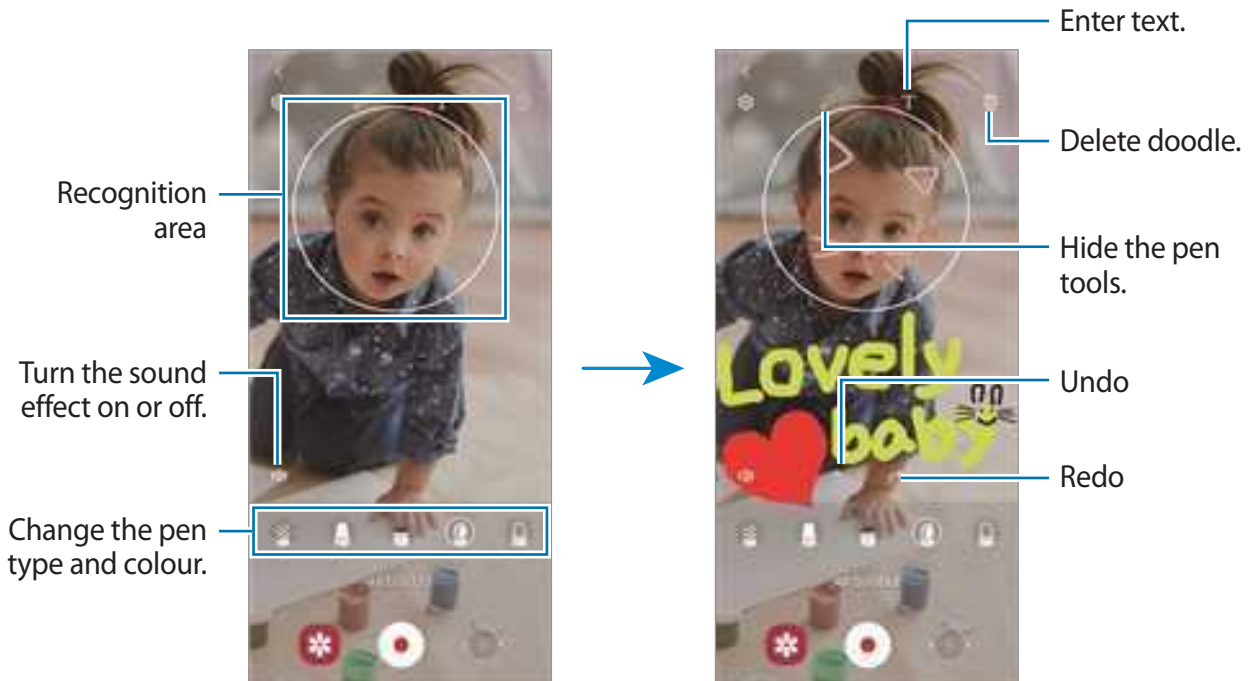 Enter text.
Delete doodle.
Recognition
area
Hide the pen
tools.
Turn the sound
effect on or off.
Undo
Lovely
baby
Redo
Change the pen
type and colour.